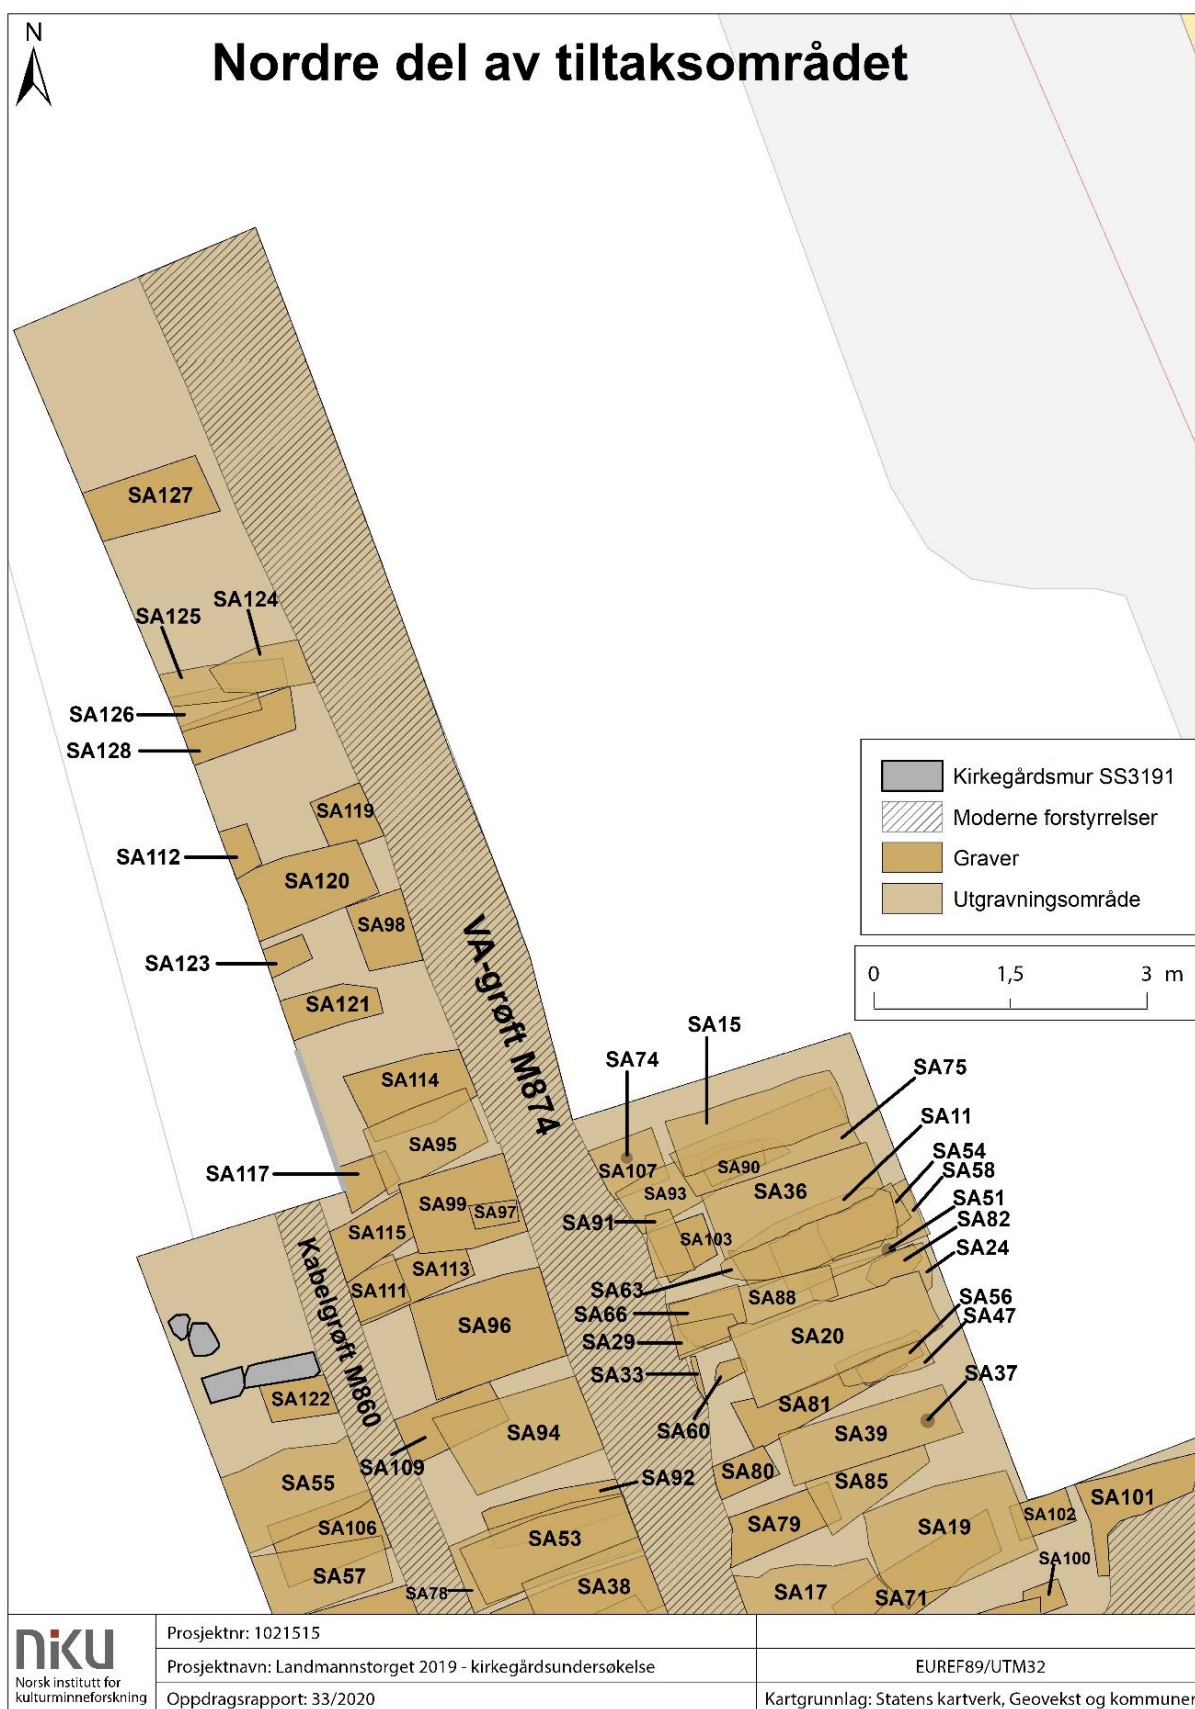 N
Nordre del av tiltaksområdet
SA127
SA124
SA125
SA126
SA128
SA119
SA112
SA120
SA98
SA123
SA121
VA-grøft M874
SA114
SA95
SA117
SA99
SA97
SA115
SA113
SA111
SA96
Kabelgrøft M860
SA122
SA94
SA109
SA92
SA55
SA106
SA53
SA57
SA78
SA38
Kirkegårdsmur SS3191
Moderne forstyrrelser
Graver
Utgravningsområde
0 1,5 3 m
SA15
SA74
SA75
SA11
SA54
SA58
SA51
SA82
SA24
SA107
SA90
SA93
SA36
SA91
SA103
SA63
SA88
SA66
SA29
SA20
SA56
SA47
SA33
SA37
SA60
SA81
SA39
SA80
SA85
SA79
SA19
SA102
SA101
SA100
SA17
SA71
niku
Norsk institutt for
kulturminneforskning
Prosjektnr: 1021515
Prosjektnavn: Landmannstorget 2019 - kirkegårdsundersøkelse
EUREF89/UTM32
Oppdragsrapport: 33/2020
Kartgrunnlag: Statens kartverk, Geovekst og kommuner